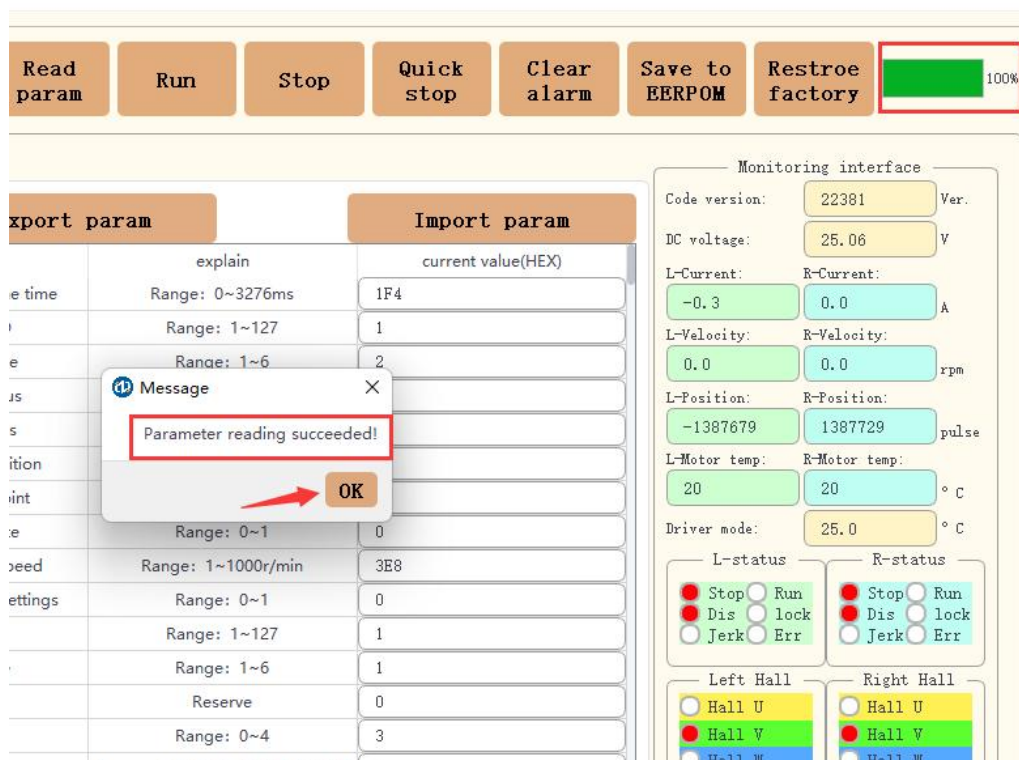 Read param
Run
Stop
Quick stop
Clear alarm
Save to EERPOM
Restroe factory
100%
xport param
Import param
explain
current value(HEX)
e time
Range: 0~3276ms
1F4
Range: 1~127
1
e
Range: 1~6
2
us
s
ition
int
Message
Parameter reading succeeded!
OK
te
Range: 0~1
0
peed
Range: 1~1000r/min
3E8
ettings
Range: 0~1
0
Range: 1~127
1
Range: 1~6
1
Reserve
0
Range: 0~4
3
Monitoring interface
Code version:
22381
Ver.
DC voltage:
25.06
V
L-Current:
R-Current:
-0.3
0.0
A
L-Velocity:
R-Velocity:
0.0
0.0
rpm
L-Position:
R-Position:
-1387679
1387729
pulse
L-Motor temp:
R-Motor temp:
20
20
° C
Driver mode:
25.0
° C
L-status
Stop Run
Dis lock
Jerk Err
R-status
Stop Run
Dis lock
Jerk Err
Left Hall
Hall U
Hall V
Hall W
Right Hall
Hall U
Hall V
Hall W